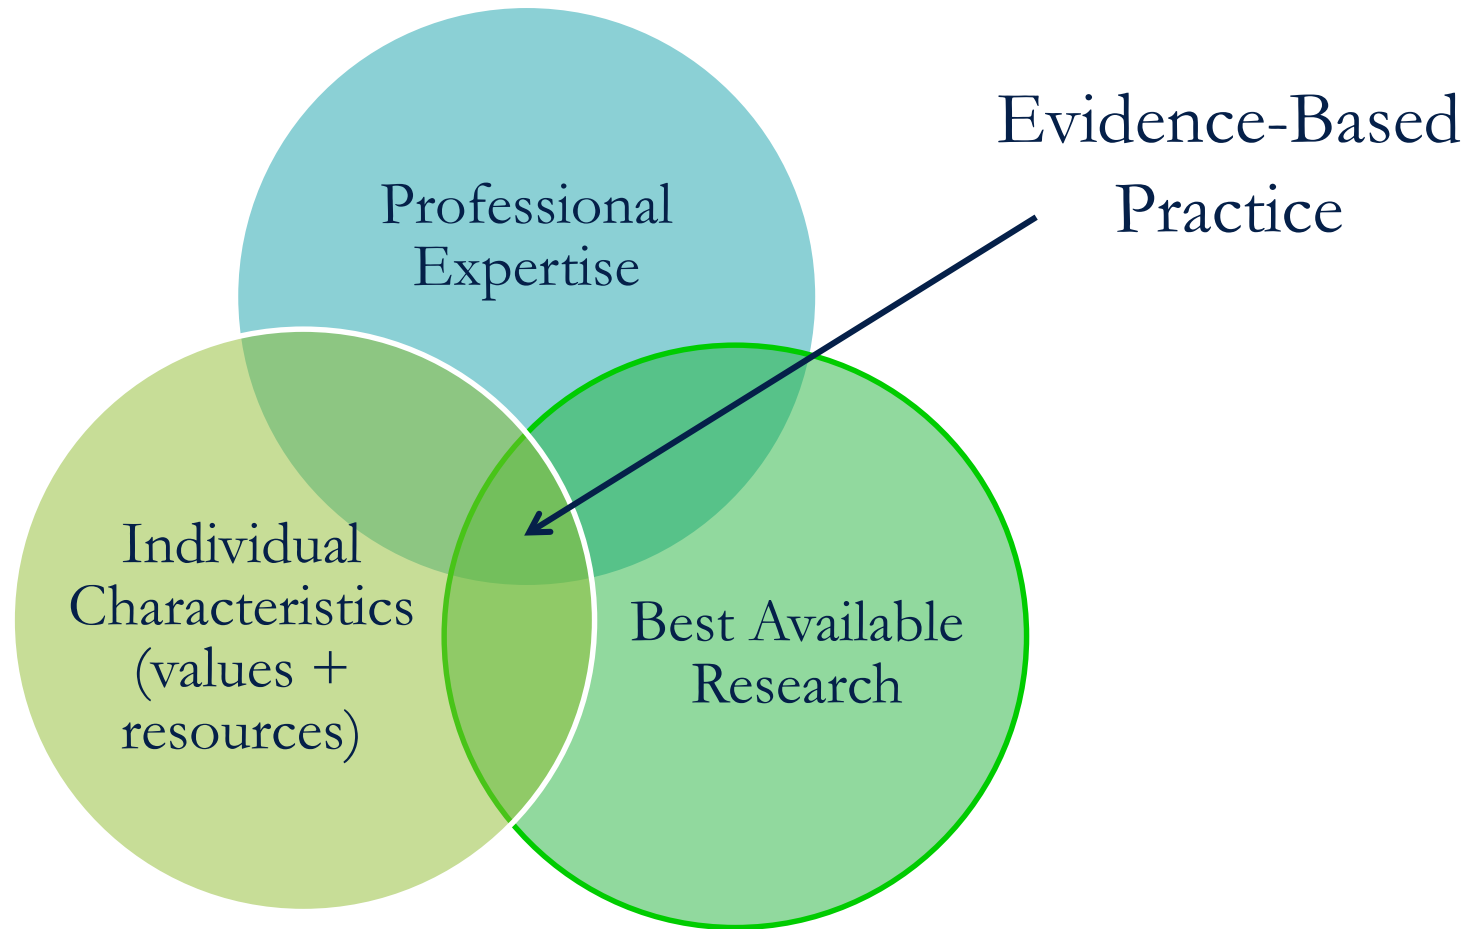 Evidence-Based
Practice
Professional
Expertise
Individual
Characteristics
(values +
resources)
Best Available
Research